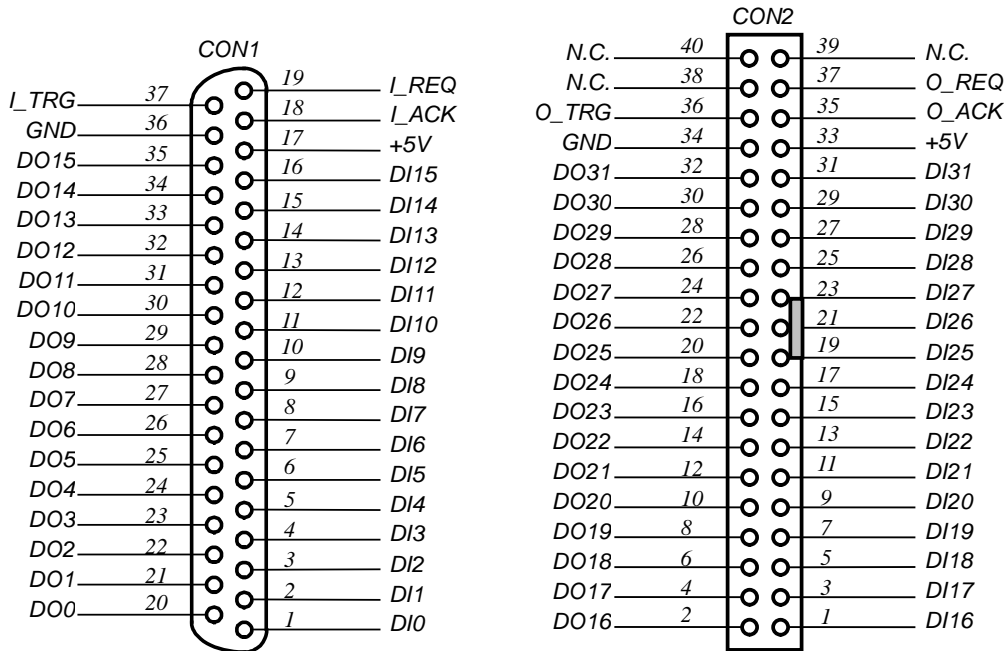 CON1
19 I_REQ
I_TRG 37
18 I_ACK
GND 36
17 +5V
DO15 35
16 DI15
DO14 34
15 DI14
DO13 33
14 DI13
DO12 32
13 DI12
DO11 31
12 DI11
DO10 30
11 DI10
DO9 29
10 DI9
DO8 28
9 DI8
DO7 27
8 DI7
DO6 26
7 DI6
DO5 25
6 DI5
DO4 24
5 DI4
DO3 23
4 DI3
DO2 22
3 DI2
DO1 21
2 DI1
DO0 20
1 DI0
CON2
N.C. 40 39 N.C.
N.C. 38 37 O_REQ
O_TRG 36 35 O_ACK
GND 34 33 +5V
DO31 32 31 DI31
DO30 30 29 DI30
DO29 28 27 DI29
DO28 26 25 DI28
DO27 24 23 DI27
DO26 22 21 DI26
DO25 20 19 DI25
DO24 18 17 DI24
DO23 16 15 DI23
DO22 14 13 DI22
DO21 12 11 DI21
DO20 10 9 DI20
DO19 8 7 DI19
DO18 6 5 DI18
DO17 4 3 DI17
DO16 2 1 DI16